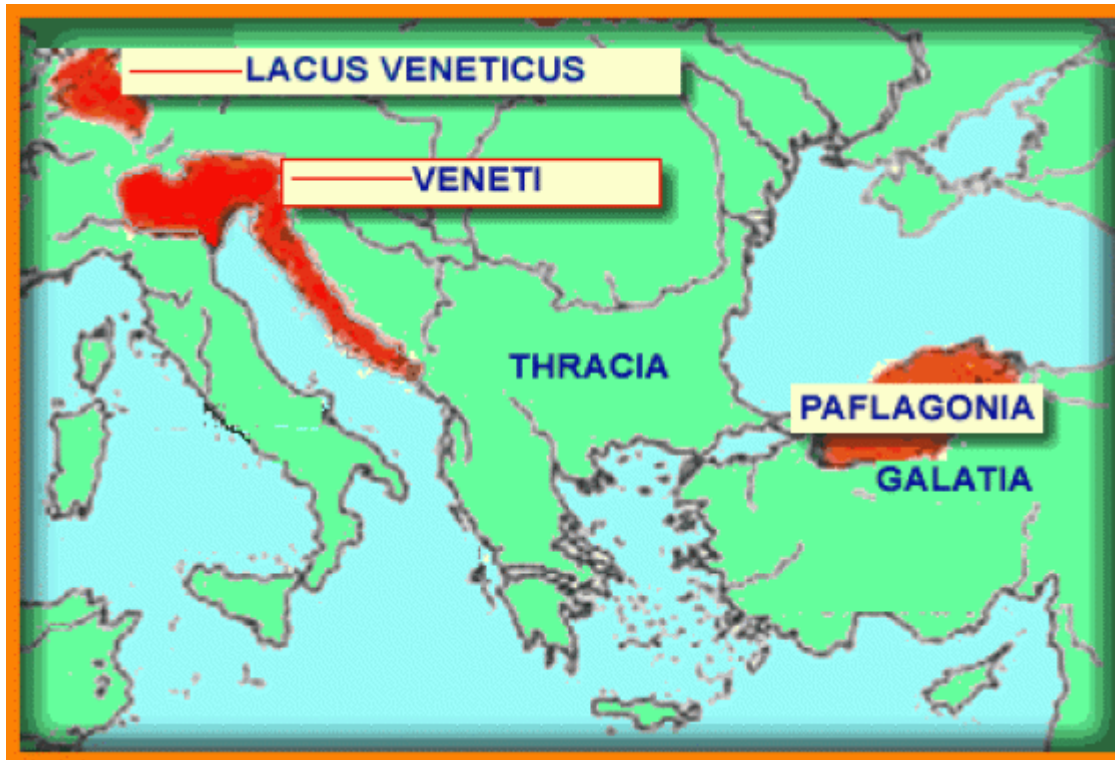 LACUS VENETICUS
VENETI
THRACIA
PAFLAGONIA
GALATIA